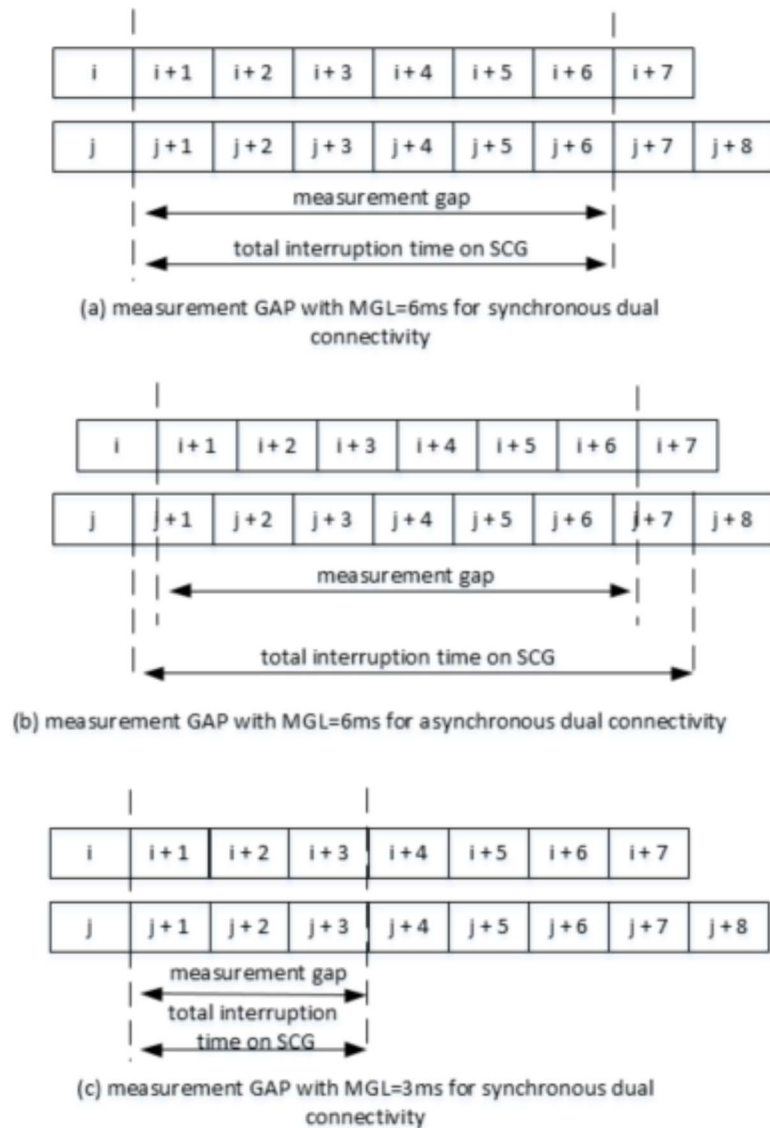 i i + 1 i + 2 i + 3 i + 4 i + 5 i + 6 i + 7
j j + 1 j + 2 j + 3 j + 4 j + 5 j + 6 j + 7 j + 8
measurement gap
total interruption time on SCG
(a) measurement GAP with MGL=6ms for synchronous dual
connectivity
i i + 1 i + 2 i + 3 i + 4 i + 5 i + 6 i + 7
j j + 1 j + 2 j + 3 j + 4 j + 5 j + 6 j + 7 j + 8
measurement gap
total interruption time on SCG
(b) measurement GAP with MGL=6ms for asynchronous dual connectivity
i i + 1 i + 2 i + 3 i + 4 i + 5 i + 6 i + 7
j j + 1 j + 2 j + 3 j + 4 j + 5 j + 6 j + 7 j + 8
measurement gap
total interruption
time on SCG
(c) measurement GAP with MGL=3ms for synchronous dual
connectivity